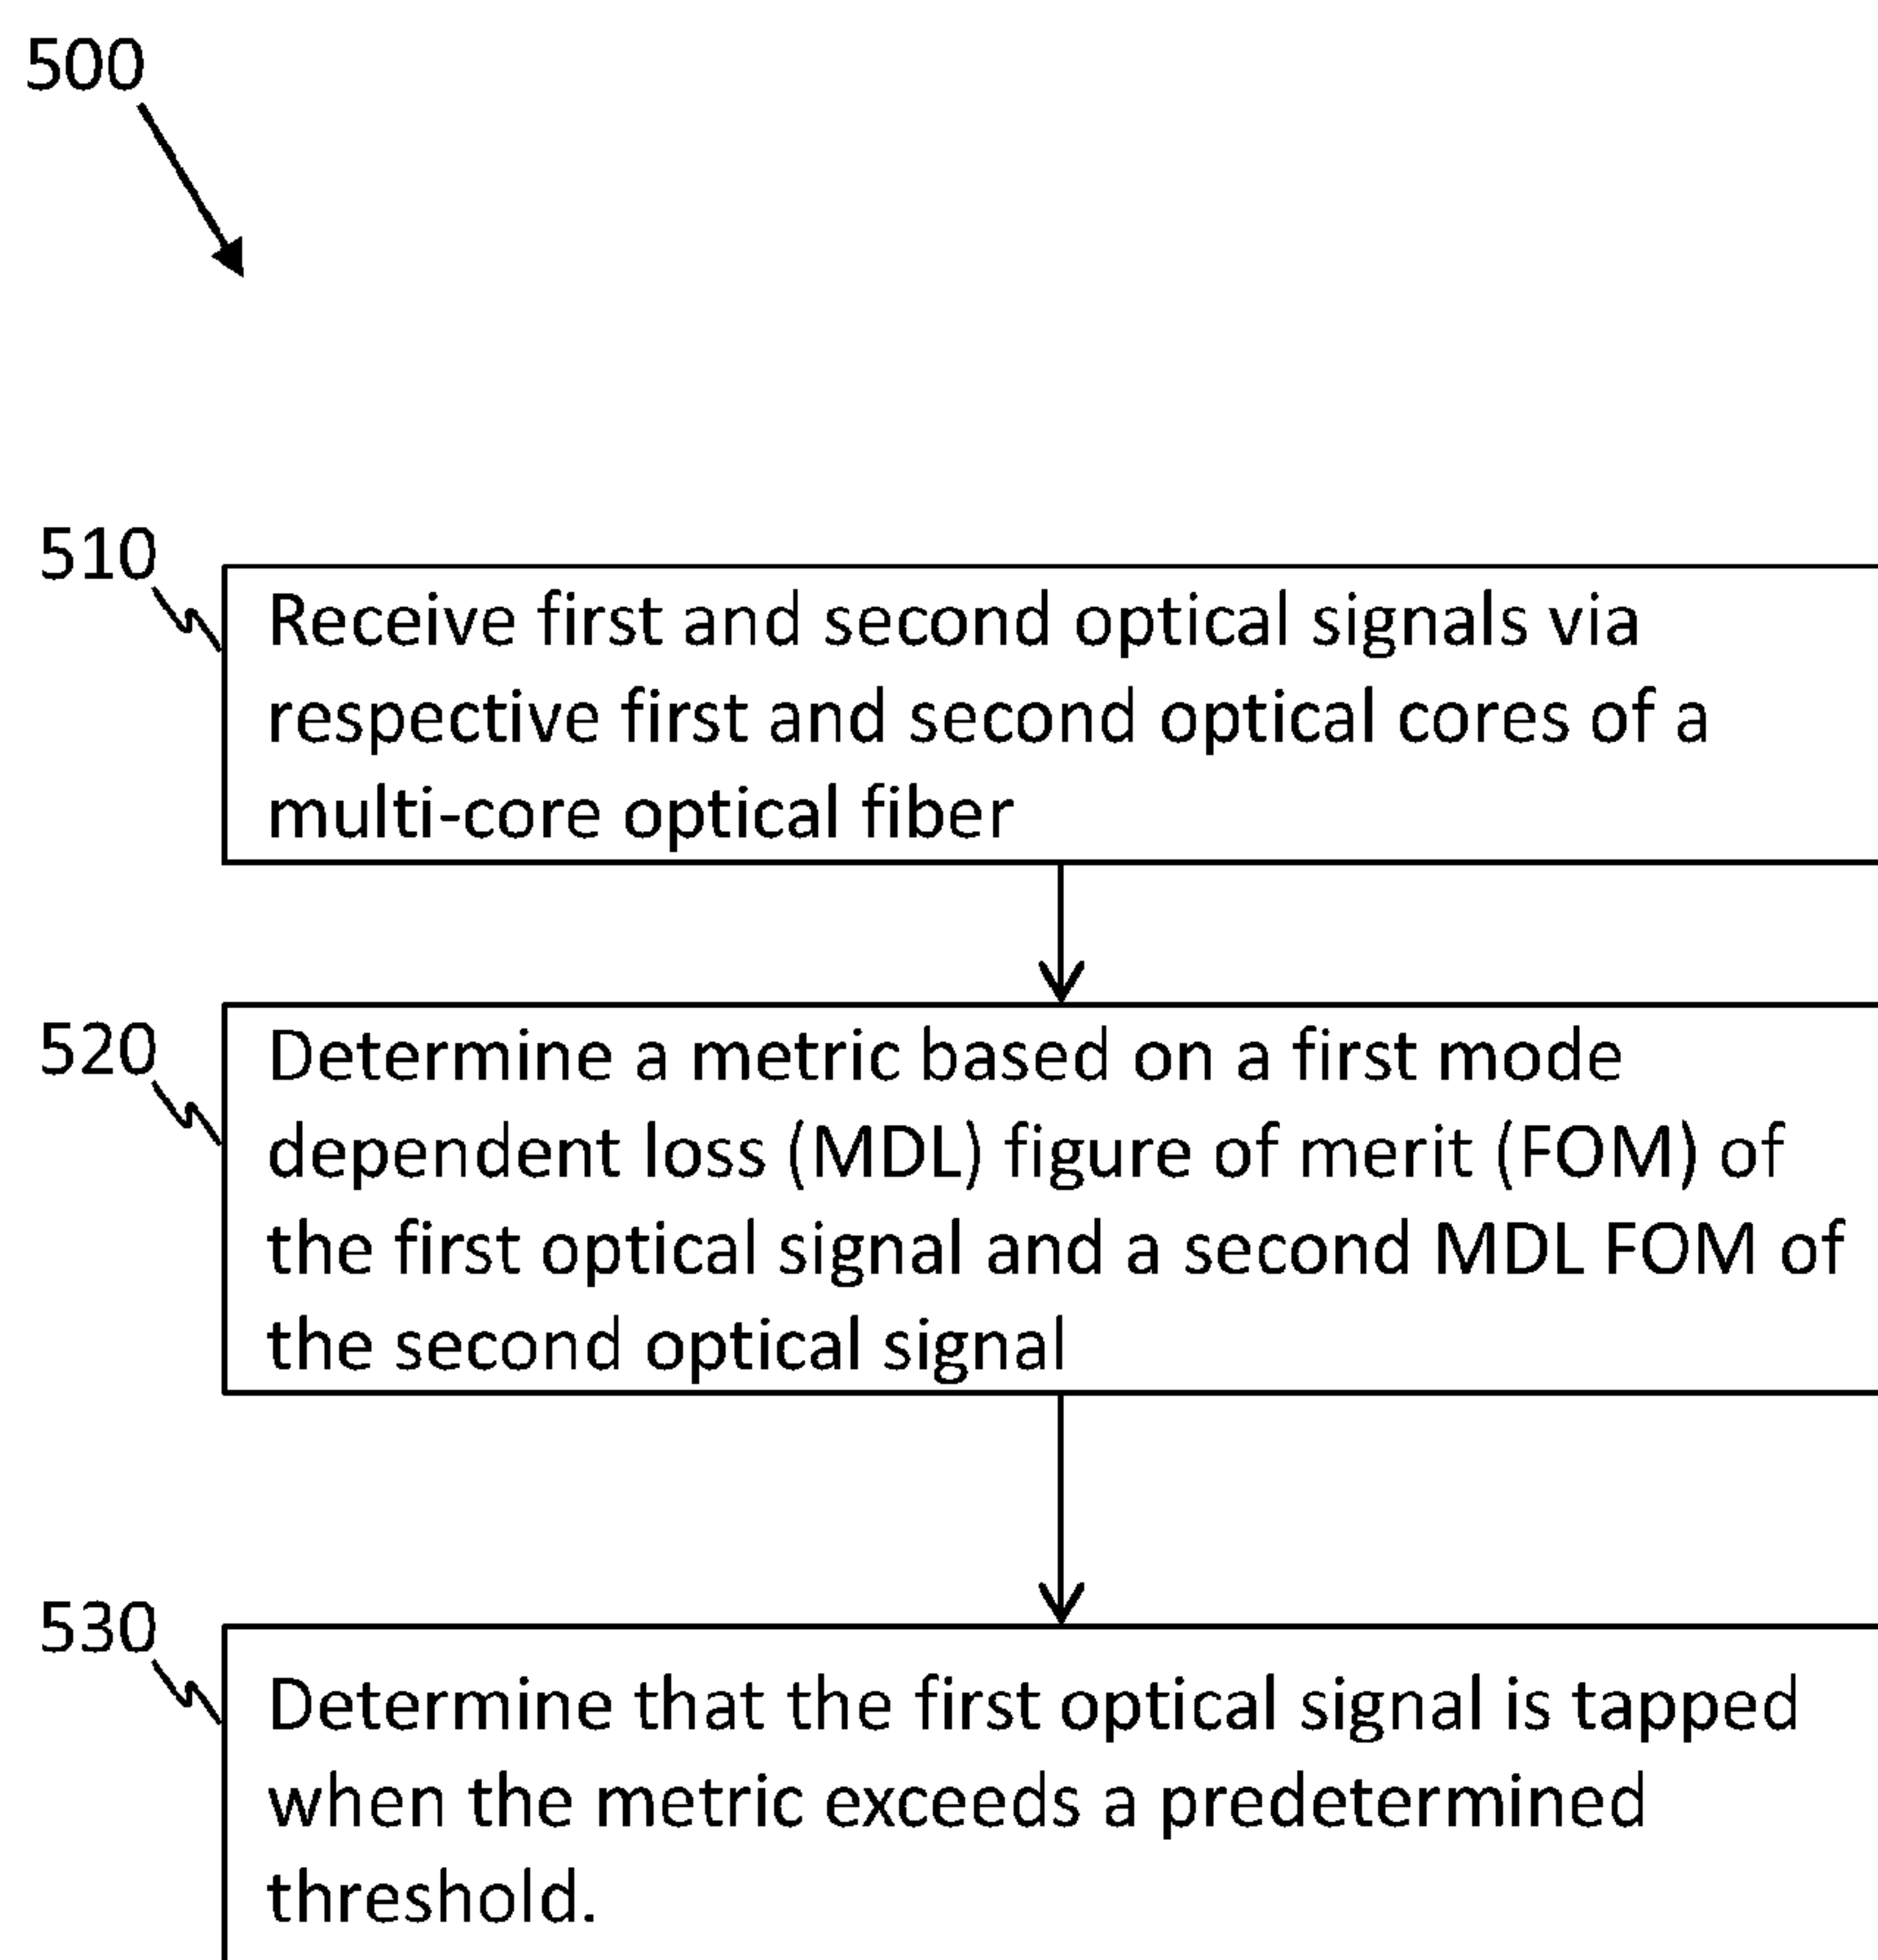 500
510
Receive first and second optical signals via
respective first and second optical cores of a
multi-core optical fiber
520
Determine a metric based on a first mode
dependent loss (MDL) figure of merit (FOM) of
the first optical signal and a second MDL FOM of
the second optical signal
530
Determine that the first optical signal is tapped
when the metric exceeds a predetermined
threshold.